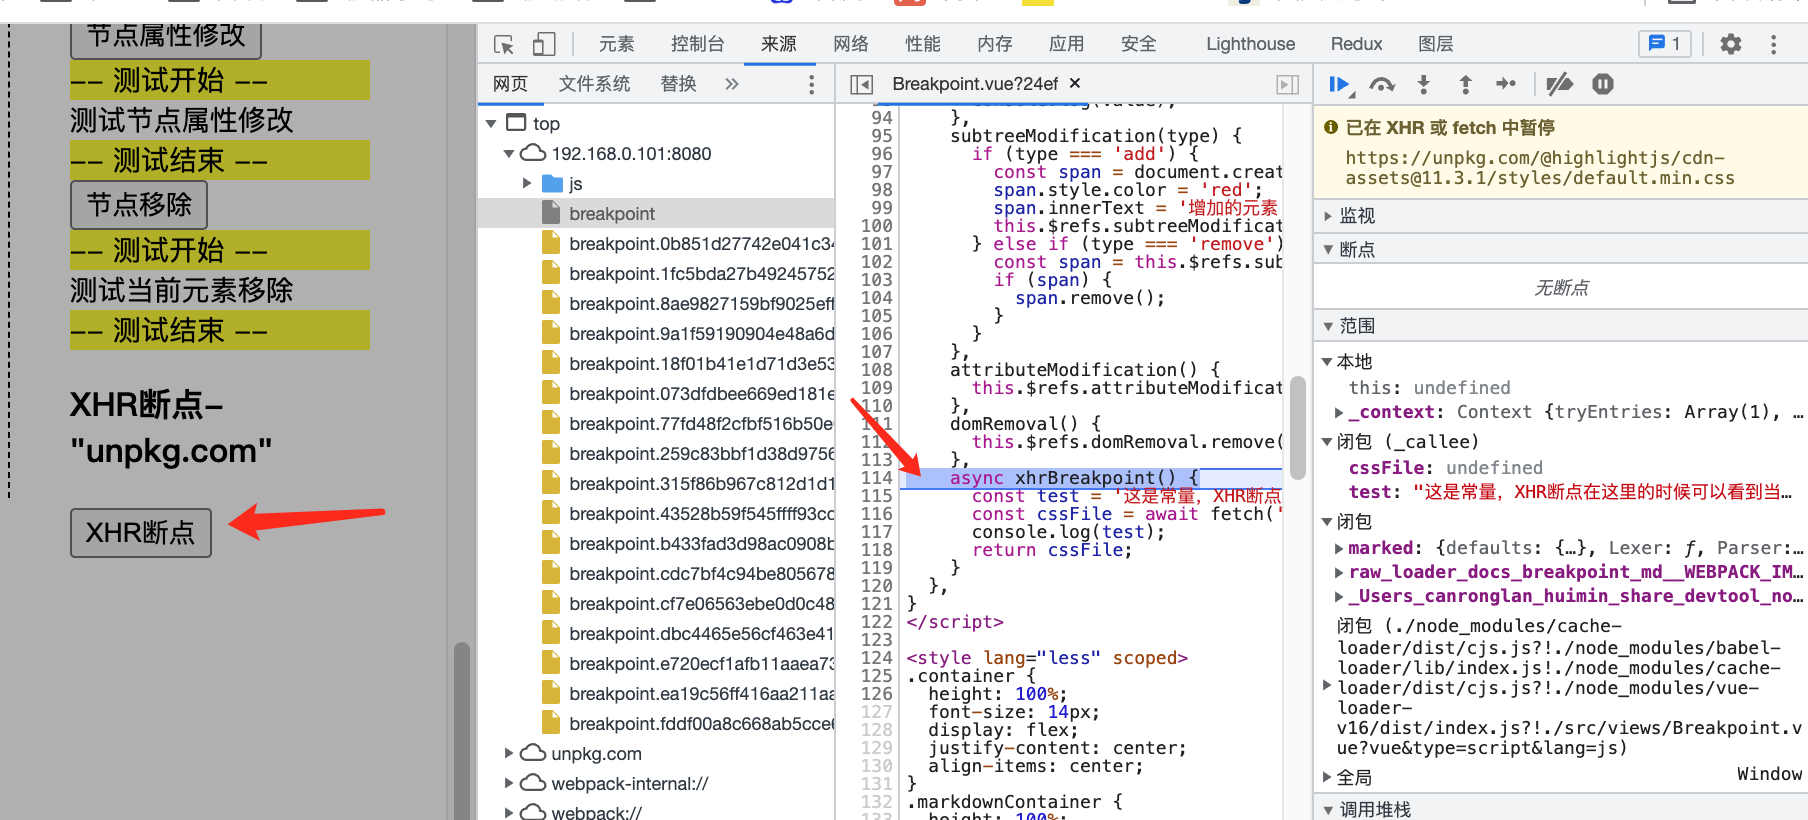 节点属性修改
-- 测试开始 --
测试节点属性修改
-- 测试结束 --
节点移除
-- 测试开始 --
测试当前元素移除
-- 测试结束 --
XHR断点-
"unpkg.com"
XHR断点
元素 控制台 来源 网络 性能 内存 应用 安全 Lighthouse Redux 图层 1
网页 文件系统 替换 »
top
192.168.0.101:8080
js
breakpoint
breakpoint.0b851d27742e041c34
breakpoint.1fc5bda27b49245752
breakpoint.8ae9827159bf9025eff
breakpoint.9a1f59190904e48a6d
breakpoint.18f01b41e1d71d3e53
breakpoint.073dfdbee669ed181e
breakpoint.77fd48f2cfbf516b50e
breakpoint.259c83bbf1d38d9756
breakpoint.315f86b967c812d1d1
breakpoint.43528b59f545ffff93cc
breakpoint.b433fad3d98ac0908b
breakpoint.cdc7bf4c94be805678
breakpoint.cf7e06563ebe0d0c48
breakpoint.dbc4465e56cf463e41
breakpoint.e720ecf1afb11aaea73
breakpoint.ea19c56ff416aa211aa
breakpoint.fddf00a8c668ab5cce6
unpkg.com
webpack-internal://
webpack://
Breakpoint.vue?24ef ×
94 },
95 subtreeModification(type) {
96 if (type === 'add') {
97 const span = document.creat
98 span.style.color = 'red';
99 span.innerText = '增加的元素
100 this.$refs.subtreeModificat
101 } else if (type === 'remove')
102 const span = this.$refs.sub
103 if (span) {
104 span.remove();
105 }
106 }
107 },
108 attributeModification() {
109 this.$refs.attributeModificat
110 },
111 domRemoval() {
112 this.$refs.domRemoval.remove(
113 },
114 async xhrBreakpoint() {
115 const test = '这是常量，XHR断点
116 const cssFile = await fetch('
117 console.log(test);
118 return cssFile;
119 }
120 },
121 }
122 </script>
123
124 <style lang="less" scoped>
125 .container {
126 height: 100%;
127 font-size: 14px;
128 display: flex;
129 justify-content: center;
130 align-items: center;
131 }
132 .markdownContainer {
133 height: 100%;
已在 XHR 或 fetch 中暂停
https://unpkg.com/@highlightjs/cdn-
assets@11.3.1/styles/default.min.css
监视
断点
无断点
范围
本地
this: undefined
_context: Context {tryEntries: Array(1), …
闭包 (_callee)
cssFile: undefined
test: "这是常量，XHR断点在这里的时候可以看到当…
闭包
marked: {defaults: {…}, Lexer: ƒ, Parser:…
raw_loader_docs_breakpoint_md__WEBPACK_IM…
_Users_canronglan_huimin_share_devtool_no…
闭包 (./node_modules/cache-
loader/dist/cjs.js?!./node_modules/babel-
loader/lib/index.js!./node_modules/cache-
loader/dist/cjs.js?!./node_modules/vue-
loader-
v16/dist/index.js?!./src/views/Breakpoint.v
ue?vue&type=script&lang=js)
全局 Window
调用堆栈